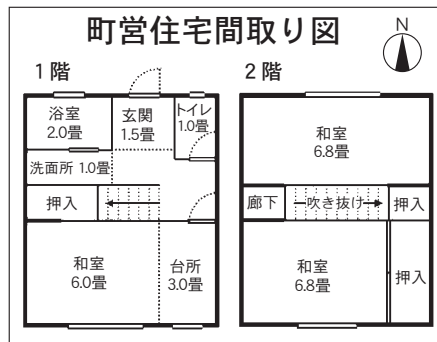 町営住宅間取り図
N
1階
2階
浴室
2.0畳
玄関
1.5畳
トイレ
1.0畳
洗面所 1.0畳
押入
和室
6.0畳
台所
3.0畳
和室
6.8畳
廊下
吹き抜け
押入
和室
6.8畳
押入